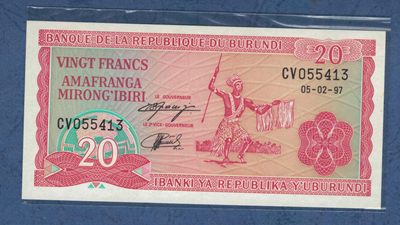 BANQUE DE LA REPUBLIQUE DU BURUNDI
20
VINGT FRANCS
AMAFRANGA
MIRONG'IBIRI
CV055413
05-02-97
LE GOUVERNEUR
CV055413
LE 2e VICE-GOUVERNEUR
20
IBANKI YA REPUBLIKA Y'UBURUNDI